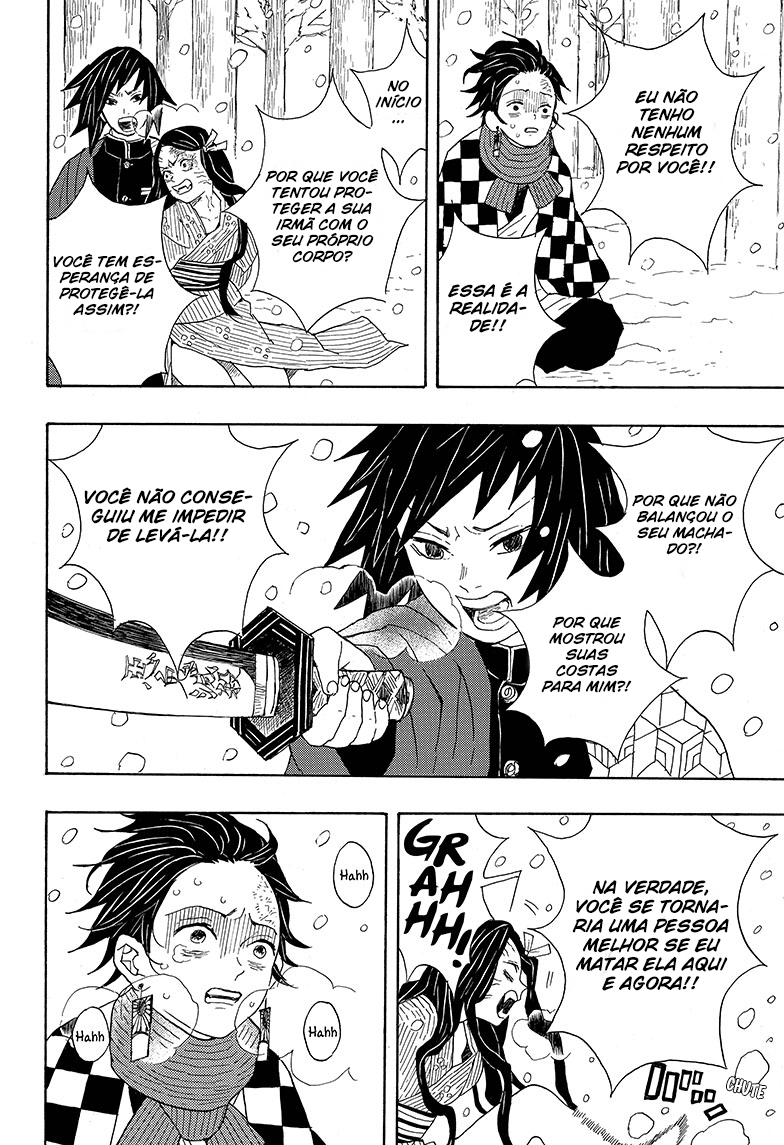 EU NÃO
TENHO
NENHUM
RESPEITO
POR VOCÊ!!
ESSA É A
REALIDA-
DE!!
NO
INÍCIO
...
POR QUE VOCÊ
TENTOU PRO-
TEGER A SUA
IRMÃ COM O
SEU PRÓPRIO
CORPO?
VOCÊ TEM ES-
PERANÇA DE
PROTEGÊ-LA
ASSIM?!
POR QUE NÃO
BALANÇOU O
SEU MACHA-
DO?!
POR QUE
MOSTROU
SUAS
COSTAS
PARA MIM?!
VOCÊ NÃO CONSE-
GUIU ME IMPEDIR
DE LEVÁ-LA!!
NA VERDADE,
VOCÊ SE TORNA-
RIA UMA PESSOA
MELHOR SE EU
MATAR ELA AQUI
E AGORA!!
GR
AH
HH!
CHUTE
Hahh
Hahh
Hahh